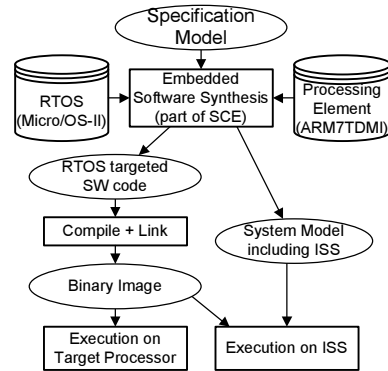 Specification
Model
RTOS
(Micro/OS-II)
Embedded
Software Synthesis
(part of SCE)
Processing
Element
(ARM7TDMI)
RTOS targeted
SW code
Compile + Link
System Model
including ISS
Binary Image
Execution on
Target Processor
Execution on ISS